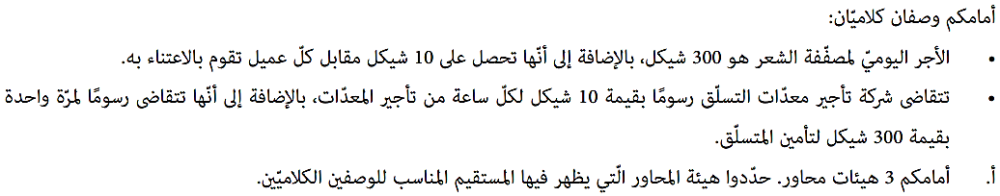 أمامكم وصفان كلاميّان:
• الأجر اليوميّ لمصفّفة الشعر هو 300 شيكل، بالإضافة إلى أنّها تحصل على 10 شيكل مقابل كلّ عميل تقوم بالاعتناء به.
• تتقاضى شركة تأجير معدّات التسلّق رسومًا بقيمة 10 شيكل لكلّ ساعة من تأجير المعدّات، بالإضافة إلى أنّها تتقاضى رسومًا لمرّة واحدة
بقيمة 300 شيكل لتأمين المتسلّق.
أ. أمامكم 3 هيئات محاور. حدّدوا هيئة المحاور الّتي يظهر فيها المستقيم المناسب للوصفين الكلاميّين.